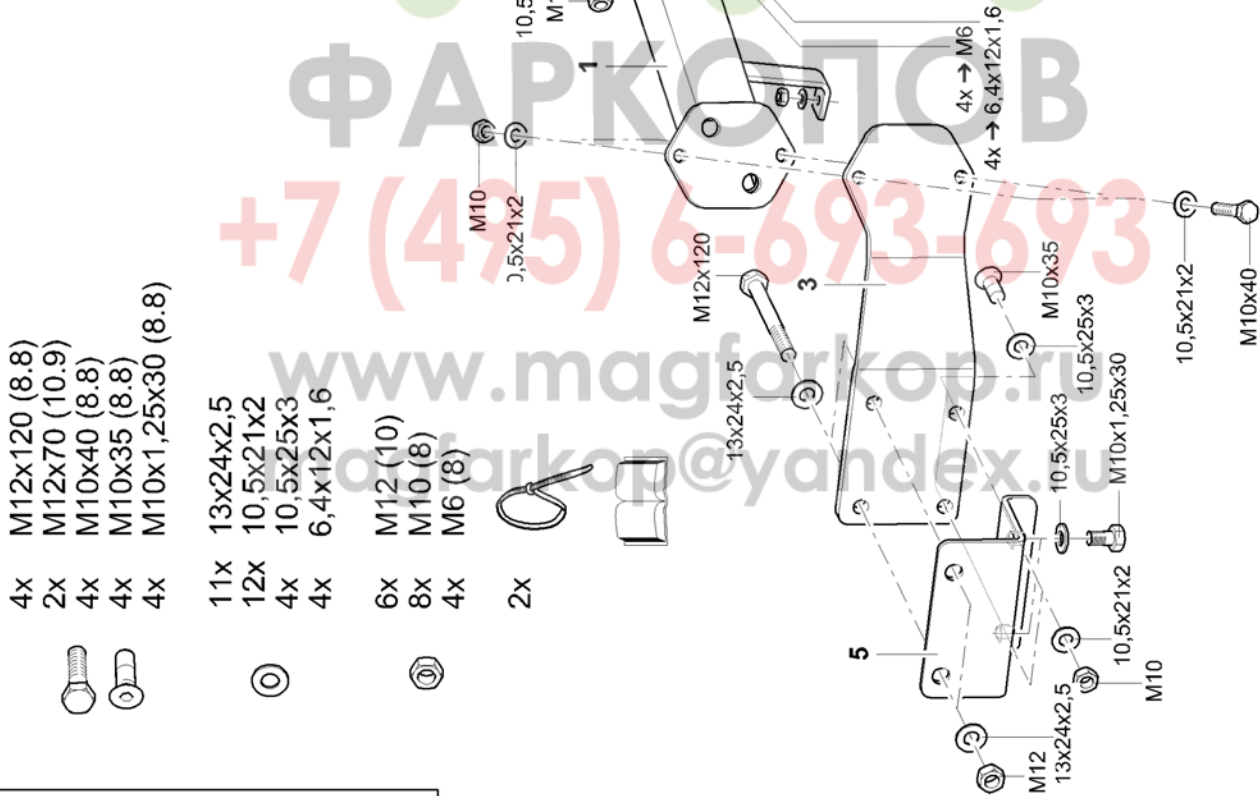 4x M12x120 (8.8)
2x M12x70 (10.9)
4x M10x40 (8.8)
4x M10x35 (8.8)
4x M10x1,25x30 (8.8)
11x 13x24x2,5
12x 10,5x21x2
4x 10,5x25x3
4x 6,4x12x1,6
6x M12 (10)
8x M10 (8)
4x M6 (8)
2x
ФАРКОПОВ
+7 (495) 6-693-693
www.magfarkop.ru
magfarkop@yandex.ru
1
M10
4x → M6
4x → 6,4x12x1,6
M12x120
13x24x2,5
3
M10x35
10,5x25x3
10,5x21x2
M10x40
5
10,5x25x3
M10x1,25x30
10,5x21x2
M10
13x24x2,5
M12